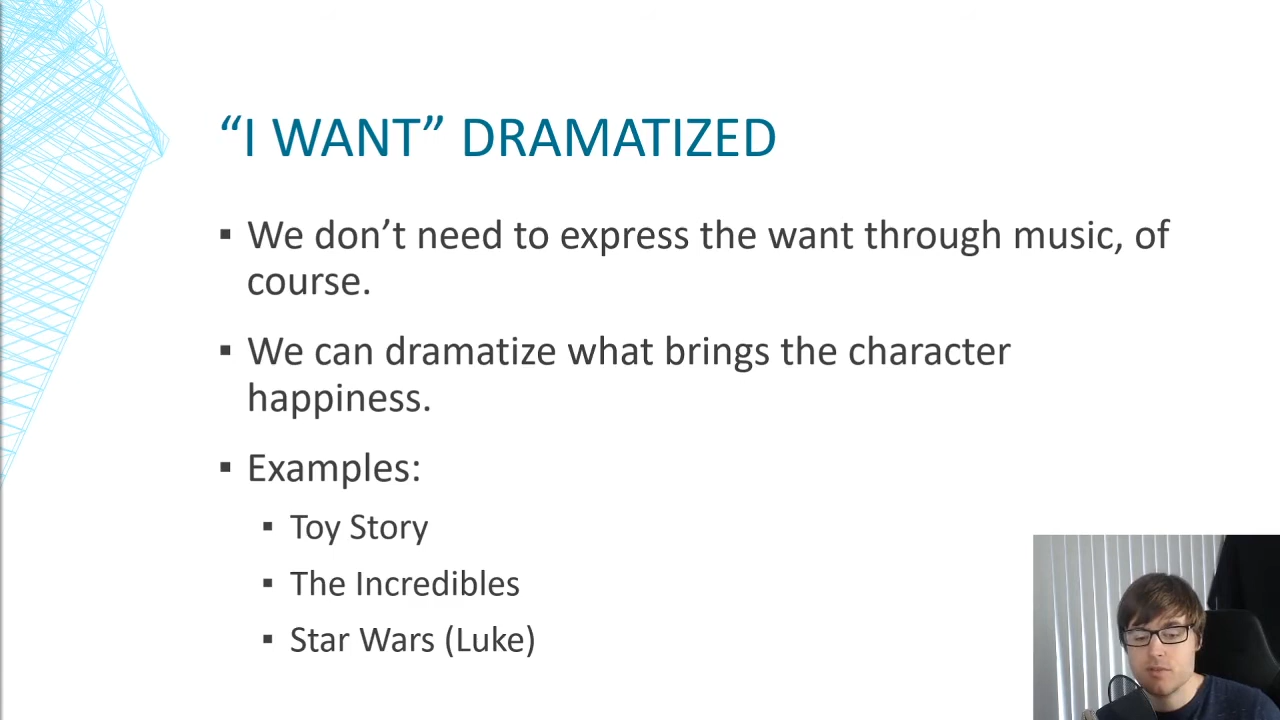 “I WANT” DRAMATIZED
▪ We don’t need to express the want through music, of
course.
▪ We can dramatize what brings the character
happiness.
▪ Examples:
▪ Toy Story
▪ The Incredibles
▪ Star Wars (Luke)